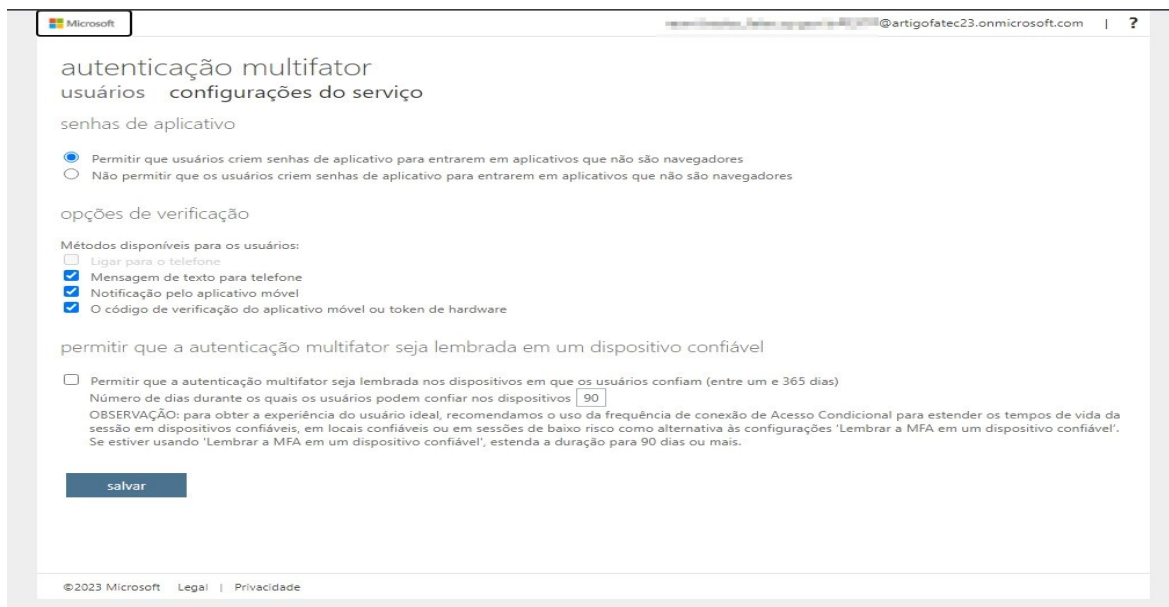 Microsoft
@artigofatec23.onmicrosoft.com | ?
autenticação multifator
usuários configurações do serviço
senhas de aplicativo
Permitir que usuários criem senhas de aplicativo para entrarem em aplicativos que não são navegadores
Não permitir que os usuários criem senhas de aplicativo para entrarem em aplicativos que não são navegadores
opções de verificação
Métodos disponíveis para os usuários:
Ligar para o telefone
Mensagem de texto para telefone
Notificação pelo aplicativo móvel
O código de verificação do aplicativo móvel ou token de hardware
permitir que a autenticação multifator seja lembrada em um dispositivo confiável
Permitir que a autenticação multifator seja lembrada nos dispositivos em que os usuários confiam (entre um e 365 dias)
Número de dias durante os quais os usuários podem confiar nos dispositivos 90
OBSERVAÇÃO: para obter a experiência do usuário ideal, recomendamos o uso da frequência de conexão de Acesso Condicional para estender os tempos de vida da
sessão em dispositivos confiáveis, em locais confiáveis ou em sessões de baixo risco como alternativa às configurações 'Lembrar a MFA em um dispositivo confiável'.
Se estiver usando 'Lembrar a MFA em um dispositivo confiável', estenda a duração para 90 dias ou mais.
salvar
©2023 Microsoft Legal | Privacidade